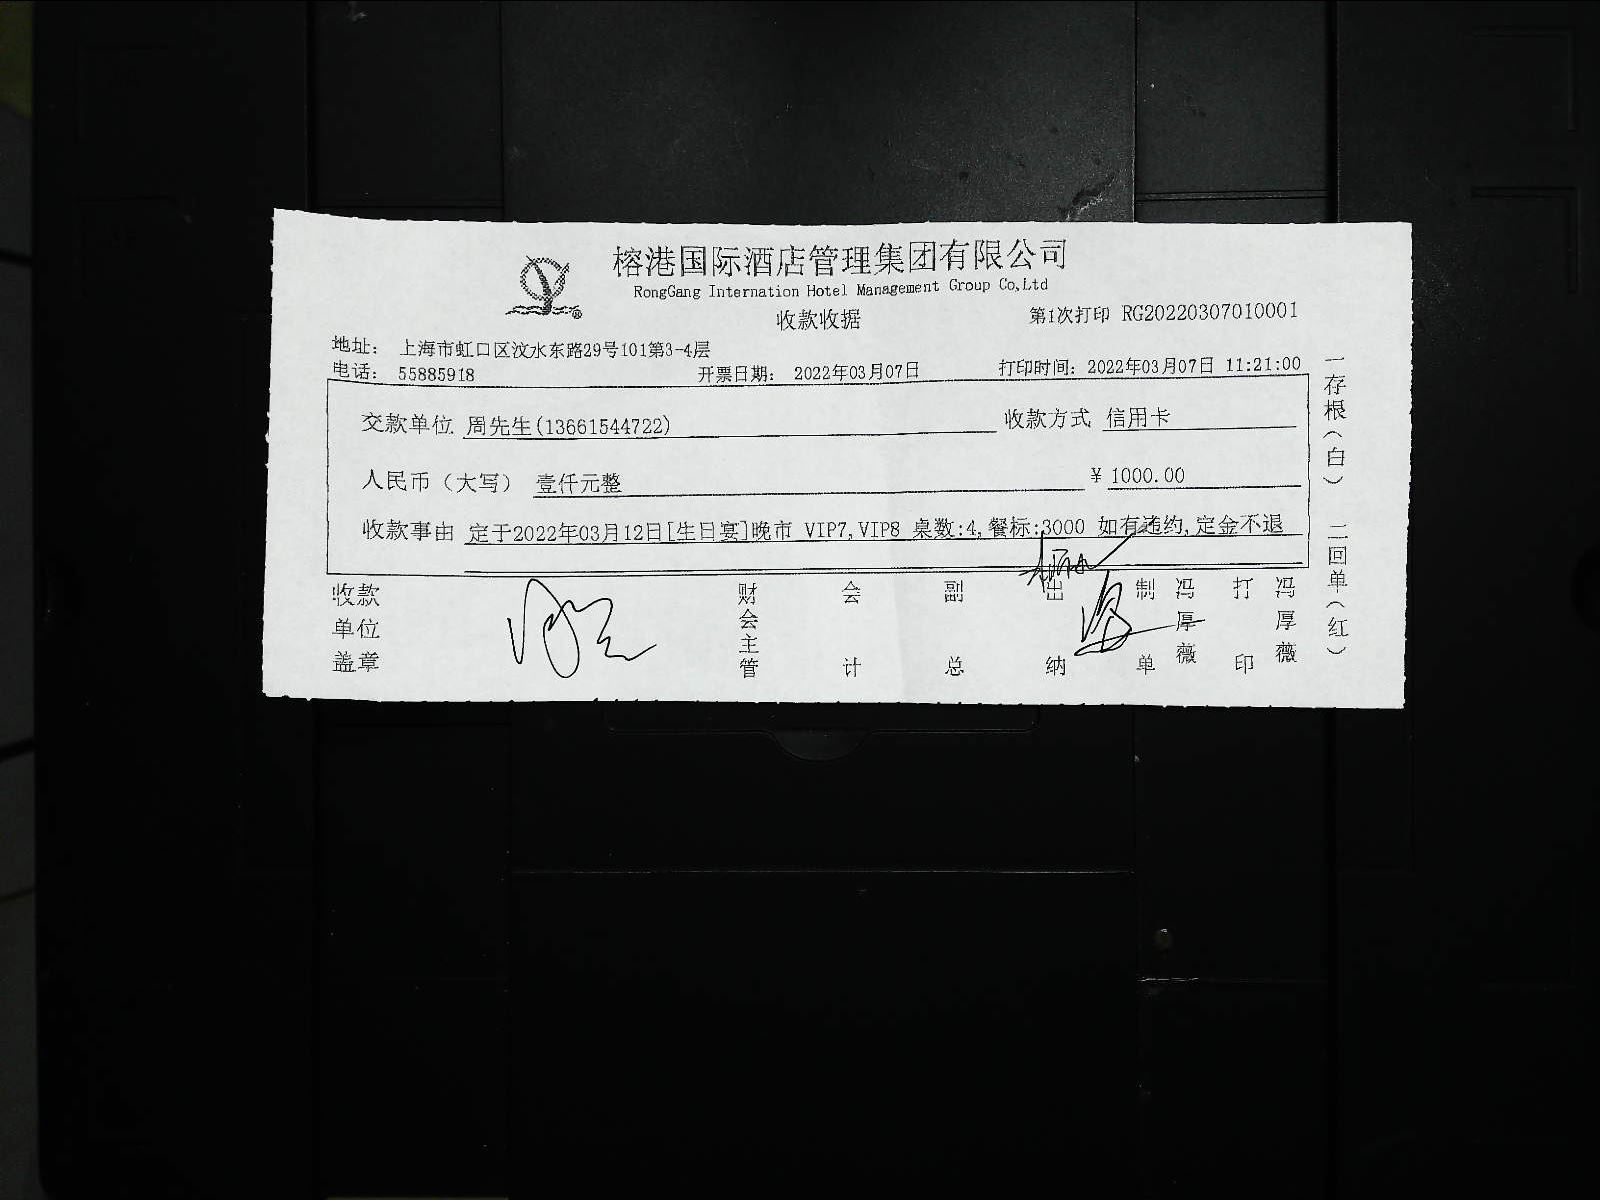 榕港国际酒店管理集团有限公司
RongGang Internation Hotel Management Group Co,Ltd
收款收据
第1次打印 RG20220307010001
地址： 上海市虹口区汶水东路29号101第3-4层
电话： 55885918
开票日期： 2022年03月07日
打印时间：2022年03月07日 11:21:00
交款单位 周先生(13661544722)
收款方式 信用卡
人民币（大写） 壹仟元整
¥ 1000.00
收款事由 定于2022年03月12日[生日宴]晚市 VIP7,VIP8 桌数:4,餐标:3000 如有违约,定金不退
收款
单位
盖章
财会主管
会计
副总
出纳
制单
冯厚薇
打印
冯厚薇
一存根（白） 二回单（红）